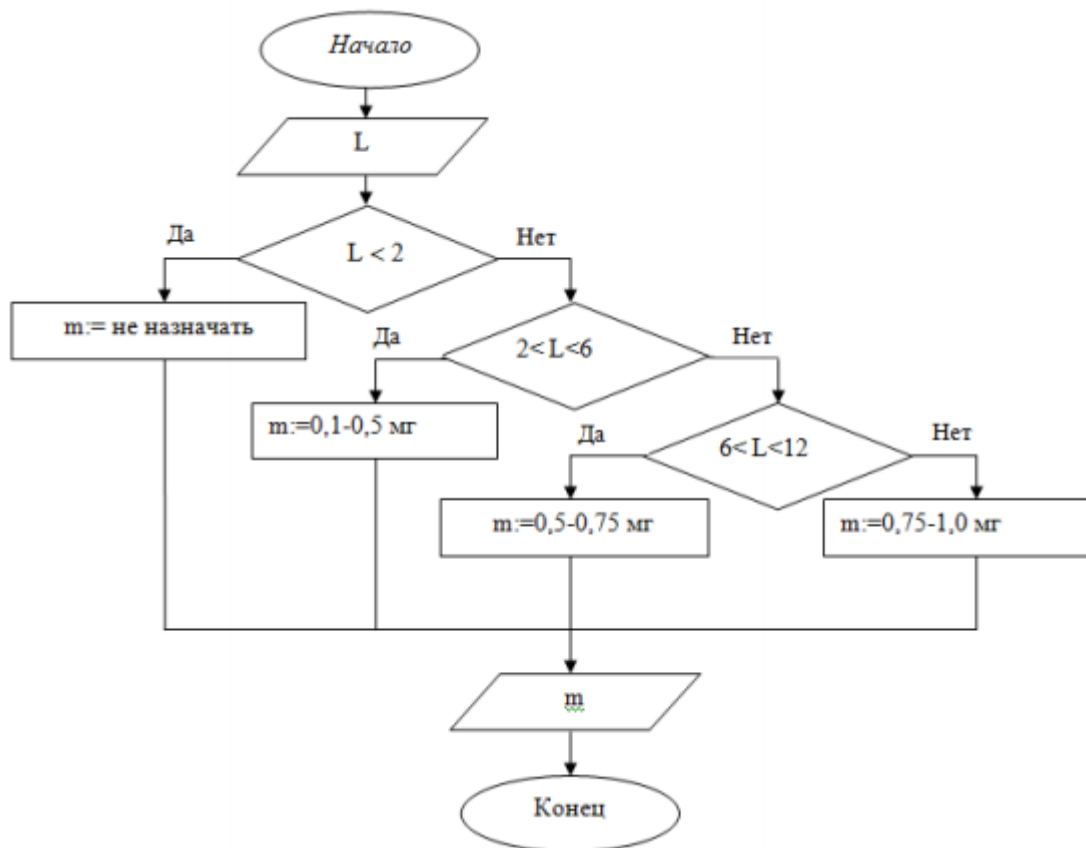 Начало
L
Да
L < 2
Нет
m:= не назначать
Да
2< L<6
Нет
m:=0,1-0,5 мг
Да
6< L<12
Нет
m:=0,5-0,75 мг
m:=0,75-1,0 мг
m
Конец